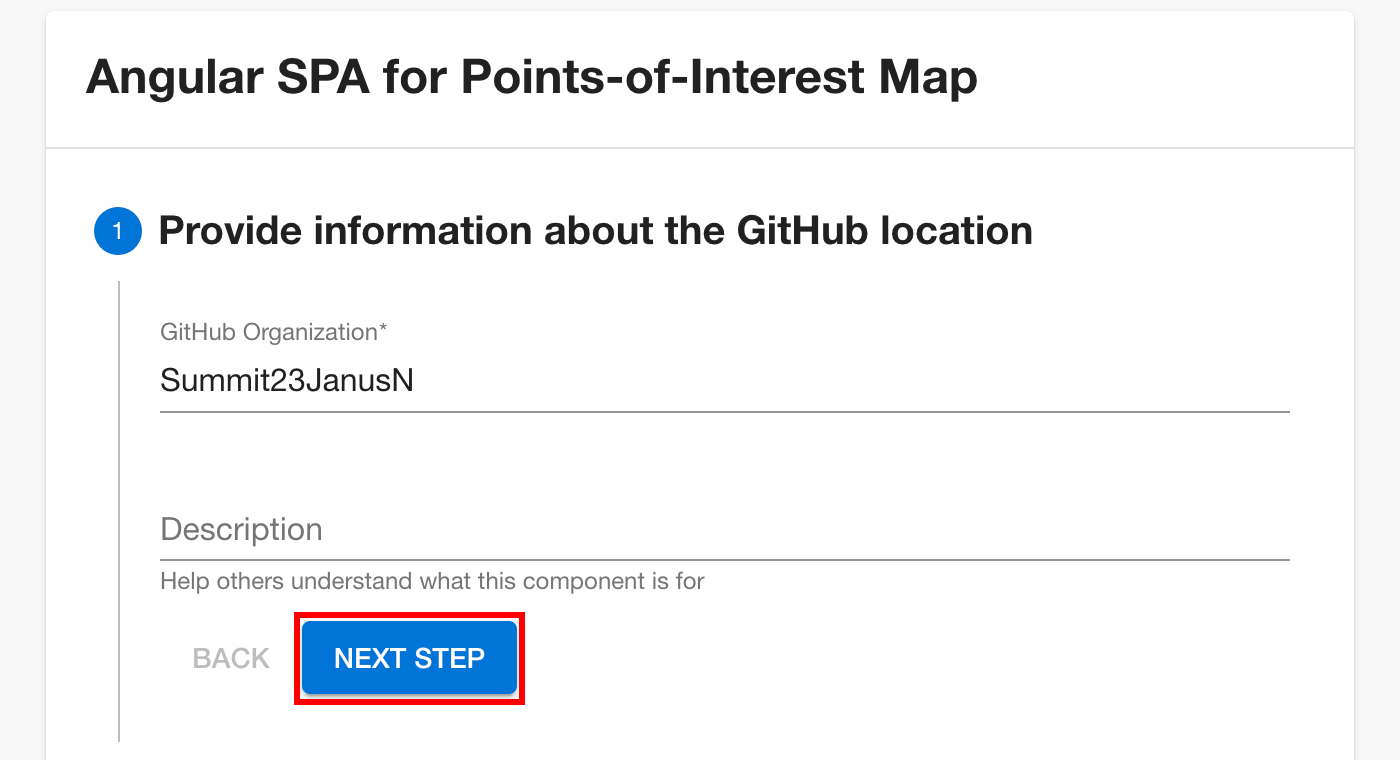 Angular SPA for Points-of-Interest Map
1 Provide information about the GitHub location
GitHub Organization*
Summit23JanusN
Description
Help others understand what this component is for
BACK NEXT STEP